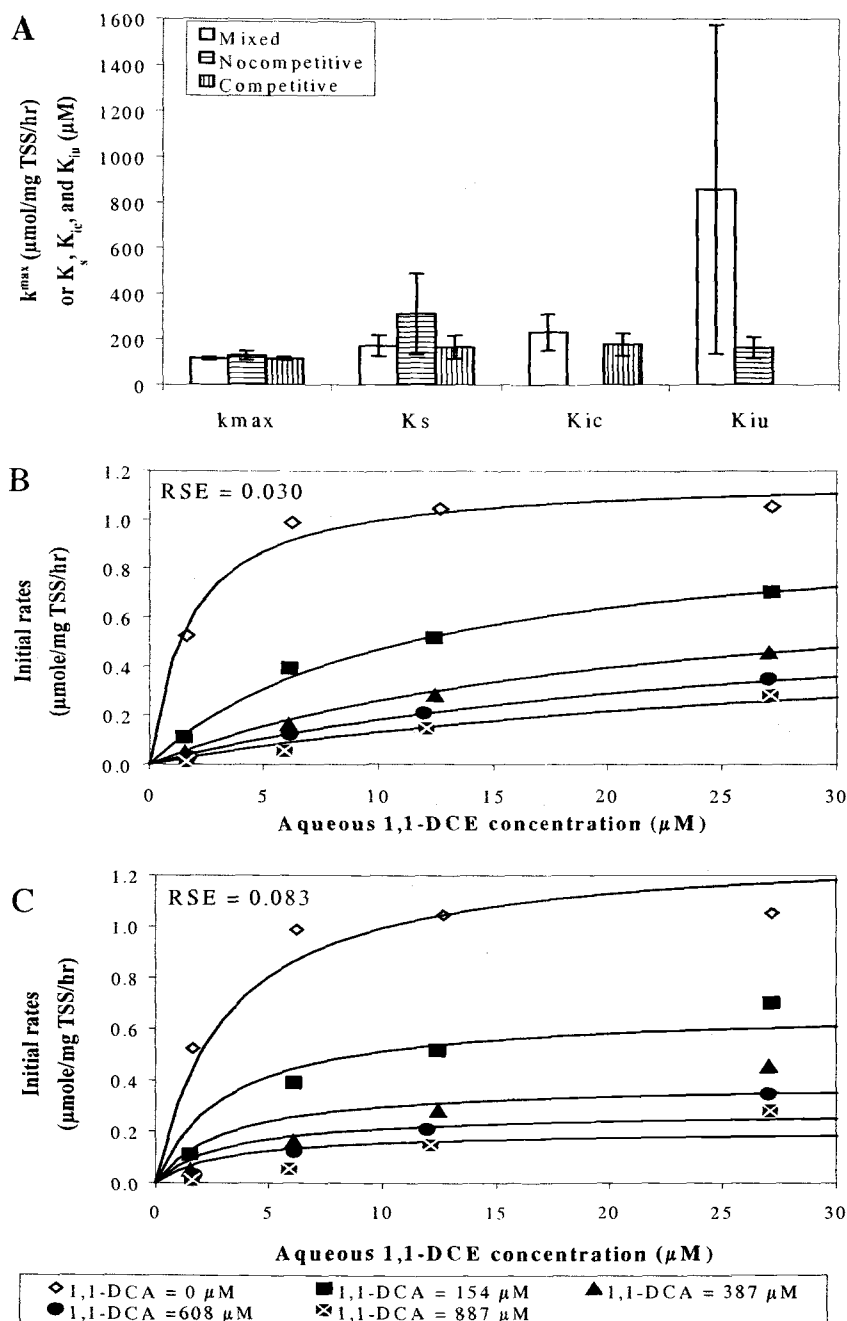 A
1600
1400
1200
1000
800
600
400
200
0
k^max (μmol/mg TSS/hr)
or K_s, K_ic, and K_iμ (μM)
Mixed
Nocompetitive
Competitive
kmax Ks Kic Kiu
B
RSE = 0.030
1.2
1.0
0.8
0.6
0.4
0.2
0.0
Initial rates
(μmole/mg TSS/hr)
0 5 10 15 20 25 30
Aqueous 1,1-DCE concentration (μM)
C
RSE = 0.083
1.2
1.0
0.8
0.6
0.4
0.2
0.0
Initial rates
(μmole/mg TSS/hr)
0 5 10 15 20 25 30
Aqueous 1,1-DCE concentration (μM)
1,1-DCA = 0 μM 1,1-DCA = 154 μM 1,1-DCA = 387 μM
1,1-DCA =608 μM 1,1-DCA = 887 μM